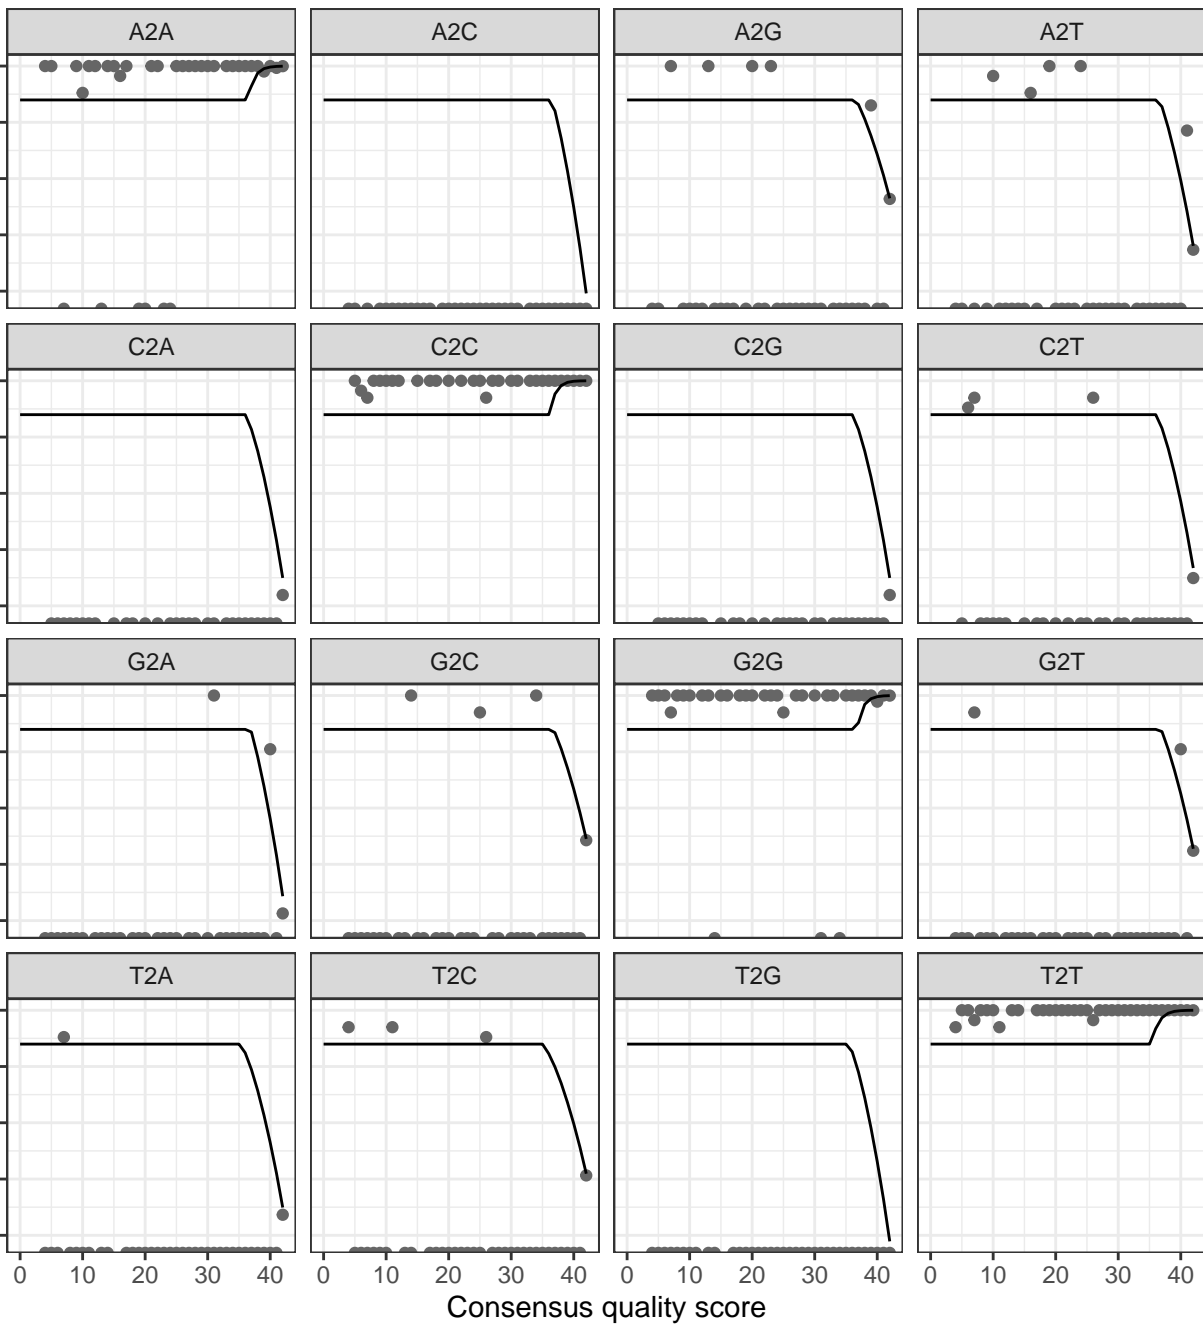 A2A A2C A2G A2T
C2A C2C C2G C2T
G2A G2C G2G G2T
T2A T2C T2G T2T
0 10 20 30 40 0 10 20 30 40 0 10 20 30 40 0 10 20 30 40
Consensus quality score